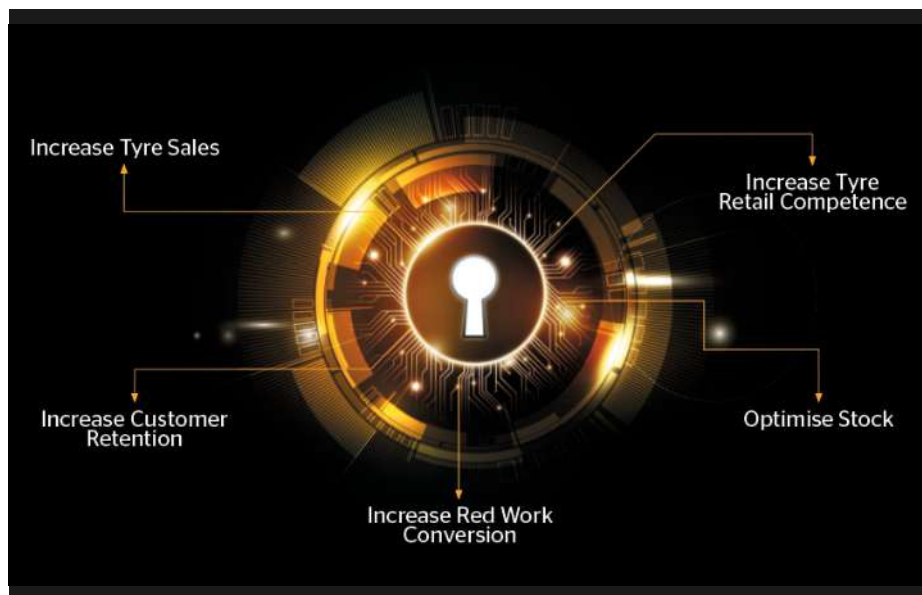 Increase Tyre Sales
Increase Tyre
Retail Competence
Increase Customer
Retention
Optimise Stock
Increase Red Work
Conversion